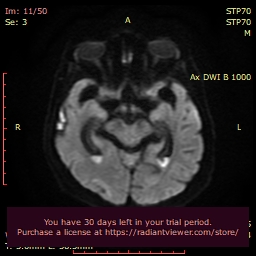 Im: 11/50
Se: 3
A
STP70
STP70
M
Ax DWI B 1000
R
L
You have 30 days left in your trial period.
Purchase a license at https://radiantviewer.com/store/